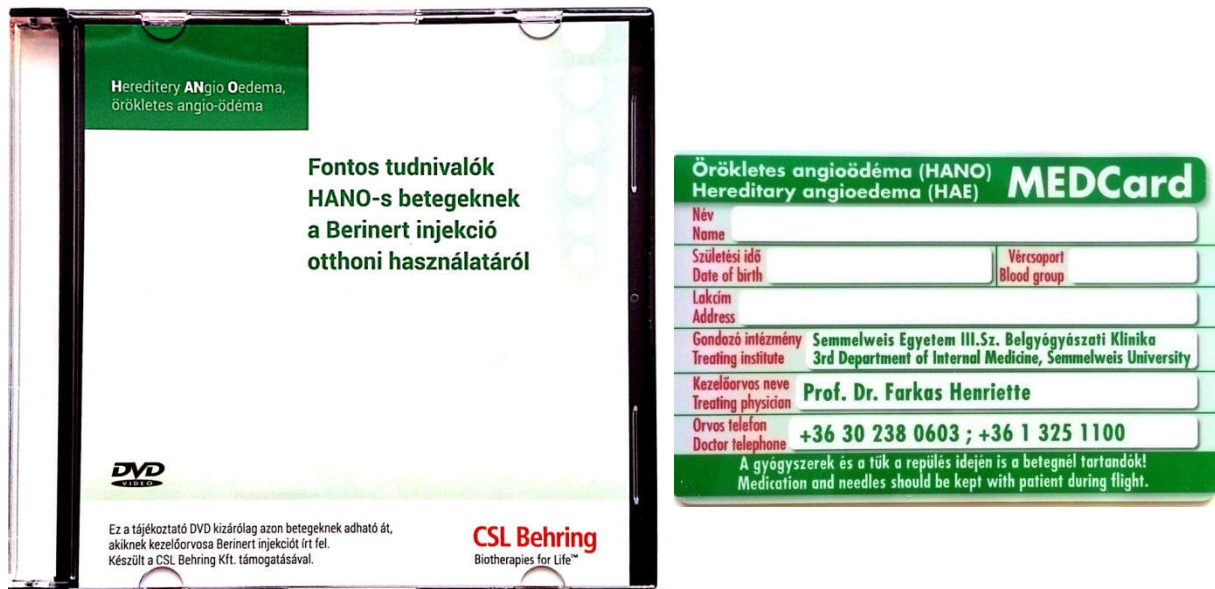 Hereditery ANgio Oedema,
örökletes angio-ödéma
Fontos tudnivalók
HANO-s betegeknek
a Berinert injekció
otthoni használatáról
DVD
VIDEO
Ez a tájékoztató DVD kizárólag azon betegeknek adható át,
akiknek kezelőorvosa Berinert injekciót írt fel.
Készült a CSL Behring Kft. támogatásával.
CSL Behring
Biotherapies for Life™
Örökletes angioödéma (HANO)
Hereditary angioedema (HAE)
MEDCard
Név
Name
Születési idő
Date of birth
Vércsoport
Blood group
Lakcím
Address
Gondozó intézmény
Treating institute
Semmelweis Egyetem III.Sz. Belgyógyászati Klinika
3rd Department of Internal Medicine, Semmelweis University
Kezelőorvos neve
Treating physician
Prof. Dr. Farkas Henriette
Orvos telefon
Doctor telephone
+36 30 238 0603 ; +36 1 325 1100
A gyógyszerek és a tűk a repülés idején is a betegnél tartandók!
Medication and needles should be kept with patient during flight.